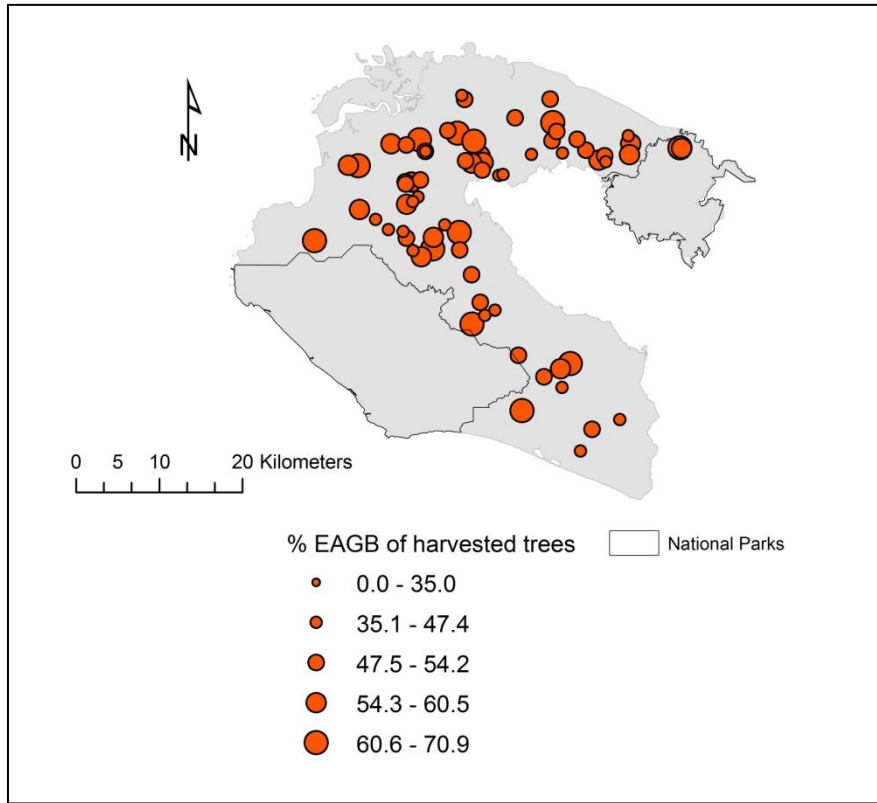 N
0 5 10 20 Kilometers
% EAGB of harvested trees
National Parks
0.0 - 35.0
35.1 - 47.4
47.5 - 54.2
54.3 - 60.5
60.6 - 70.9